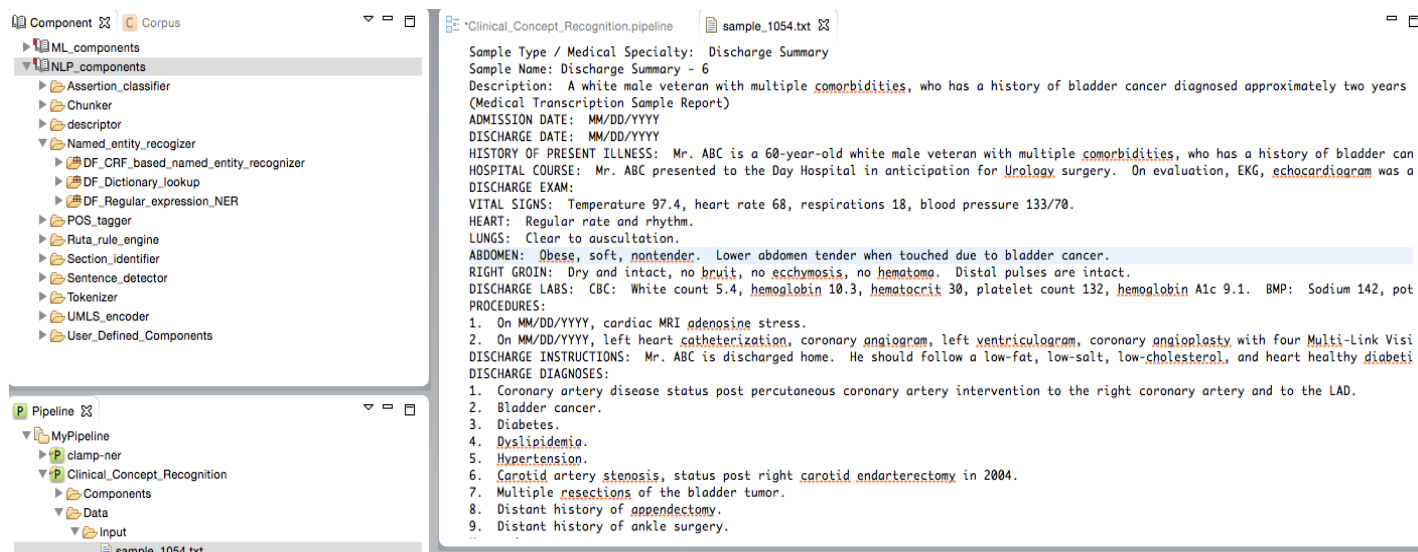 Component
Corpus
ML_components
NLP_components
Assertion_classifier
Chunker
descriptor
Named_entity_recogizer
DF_CRF_based_named_entity_recognizer
DF_Dictionary_lookup
DF_Regular_expression_NER
POS_tagger
Ruta_rule_engine
Section_identifier
Sentence_detector
Tokenizer
UMLS_encoder
User_Defined_Components
P Pipeline
MyPipeline
clamp-ner
Clinical_Concept_Recognition
Components
Data
Input
sample_1054.txt
*Clinical_Concept_Recognition.pipeline
sample_1054.txt
Sample Type / Medical Specialty:  Discharge Summary
Sample Name: Discharge Summary - 6
Description:  A white male veteran with multiple comorbidities, who has a history of bladder cancer diagnosed approximately two years
(Medical Transcription Sample Report)
ADMISSION DATE:  MM/DD/YYYY
DISCHARGE DATE:  MM/DD/YYYY
HISTORY OF PRESENT ILLNESS:  Mr. ABC is a 60-year-old white male veteran with multiple comorbidities, who has a history of bladder can
HOSPITAL COURSE:  Mr. ABC presented to the Day Hospital in anticipation for Urology surgery.  On evaluation, EKG, echocardiogram was a
DISCHARGE EXAM:
VITAL SIGNS:  Temperature 97.4, heart rate 68, respirations 18, blood pressure 133/70.
HEART:  Regular rate and rhythm.
LUNGS:  Clear to auscultation.
ABDOMEN:  Obese, soft, nontender.  Lower abdomen tender when touched due to bladder cancer.
RIGHT GROIN:  Dry and intact, no bruit, no ecchymosis, no hematoma.  Distal pulses are intact.
DISCHARGE LABS:  CBC:  White count 5.4, hemoglobin 10.3, hematocrit 30, platelet count 132, hemoglobin A1c 9.1.  BMP:  Sodium 142, pot
PROCEDURES:
1.  On MM/DD/YYYY, cardiac MRI adenosine stress.
2.  On MM/DD/YYYY, left heart catheterization, coronary angiogram, left ventriculogram, coronary angioplasty with four Multi-Link Visi
DISCHARGE INSTRUCTIONS:  Mr. ABC is discharged home.  He should follow a low-fat, low-salt, low-cholesterol, and heart healthy diabeti
DISCHARGE DIAGNOSES:
1.  Coronary artery disease status post percutaneous coronary artery intervention to the right coronary artery and to the LAD.
2.  Bladder cancer.
3.  Diabetes.
4.  Dyslipidemia.
5.  Hypertension.
6.  Carotid artery stenosis, status post right carotid endarterectomy in 2004.
7.  Multiple resections of the bladder tumor.
8.  Distant history of appendectomy.
9.  Distant history of ankle surgery.